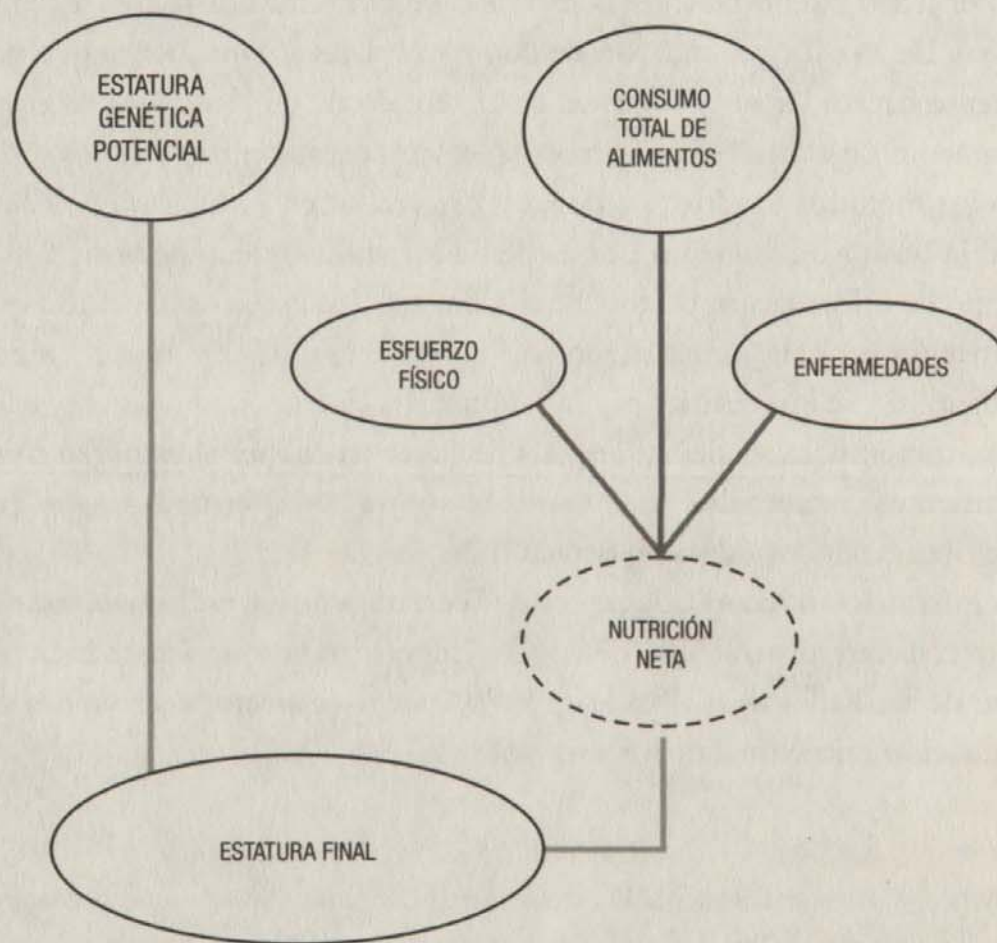 ESTATURA
GENÉTICA
POTENCIAL
CONSUMO
TOTAL DE
ALIMENTOS
ESFUERZO
FÍSICO
ENFERMEDADES
NUTRICIÓN
NETA
ESTATURA FINAL